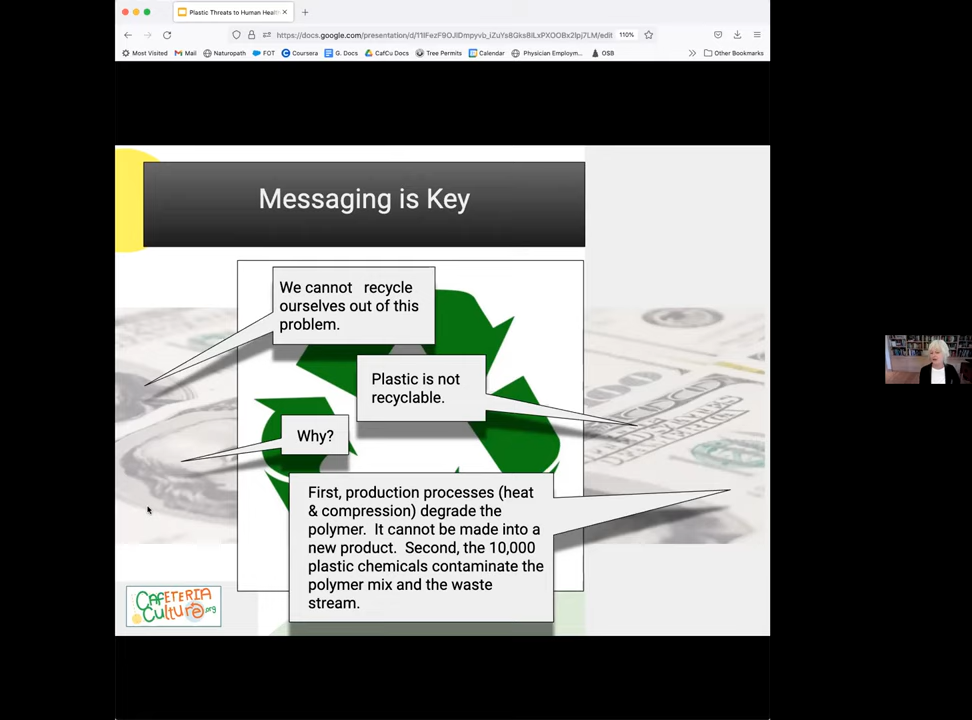 Plastic Threats to Human Heal
https://docs.google.com/presentation/d/11lFezF9OJlDmpyvb_iZuYs8Gks8iLxPXOOBx2Ipj7LM/edit
110%
Most Visited
Mail
Naturopath
FOT
Coursera
G. Docs
CafCu Docs
Tree Permits
Calendar
Physician Employm...
OSB
Other Bookmarks
Messaging is Key
We cannot recycle
ourselves out of this
problem.
Plastic is not
recyclable.
Why?
First, production processes (heat
& compression) degrade the
polymer. It cannot be made into a
new product. Second, the 10,000
plastic chemicals contaminate the
polymer mix and the waste
stream.
CAFETERIA
CULTURE.org